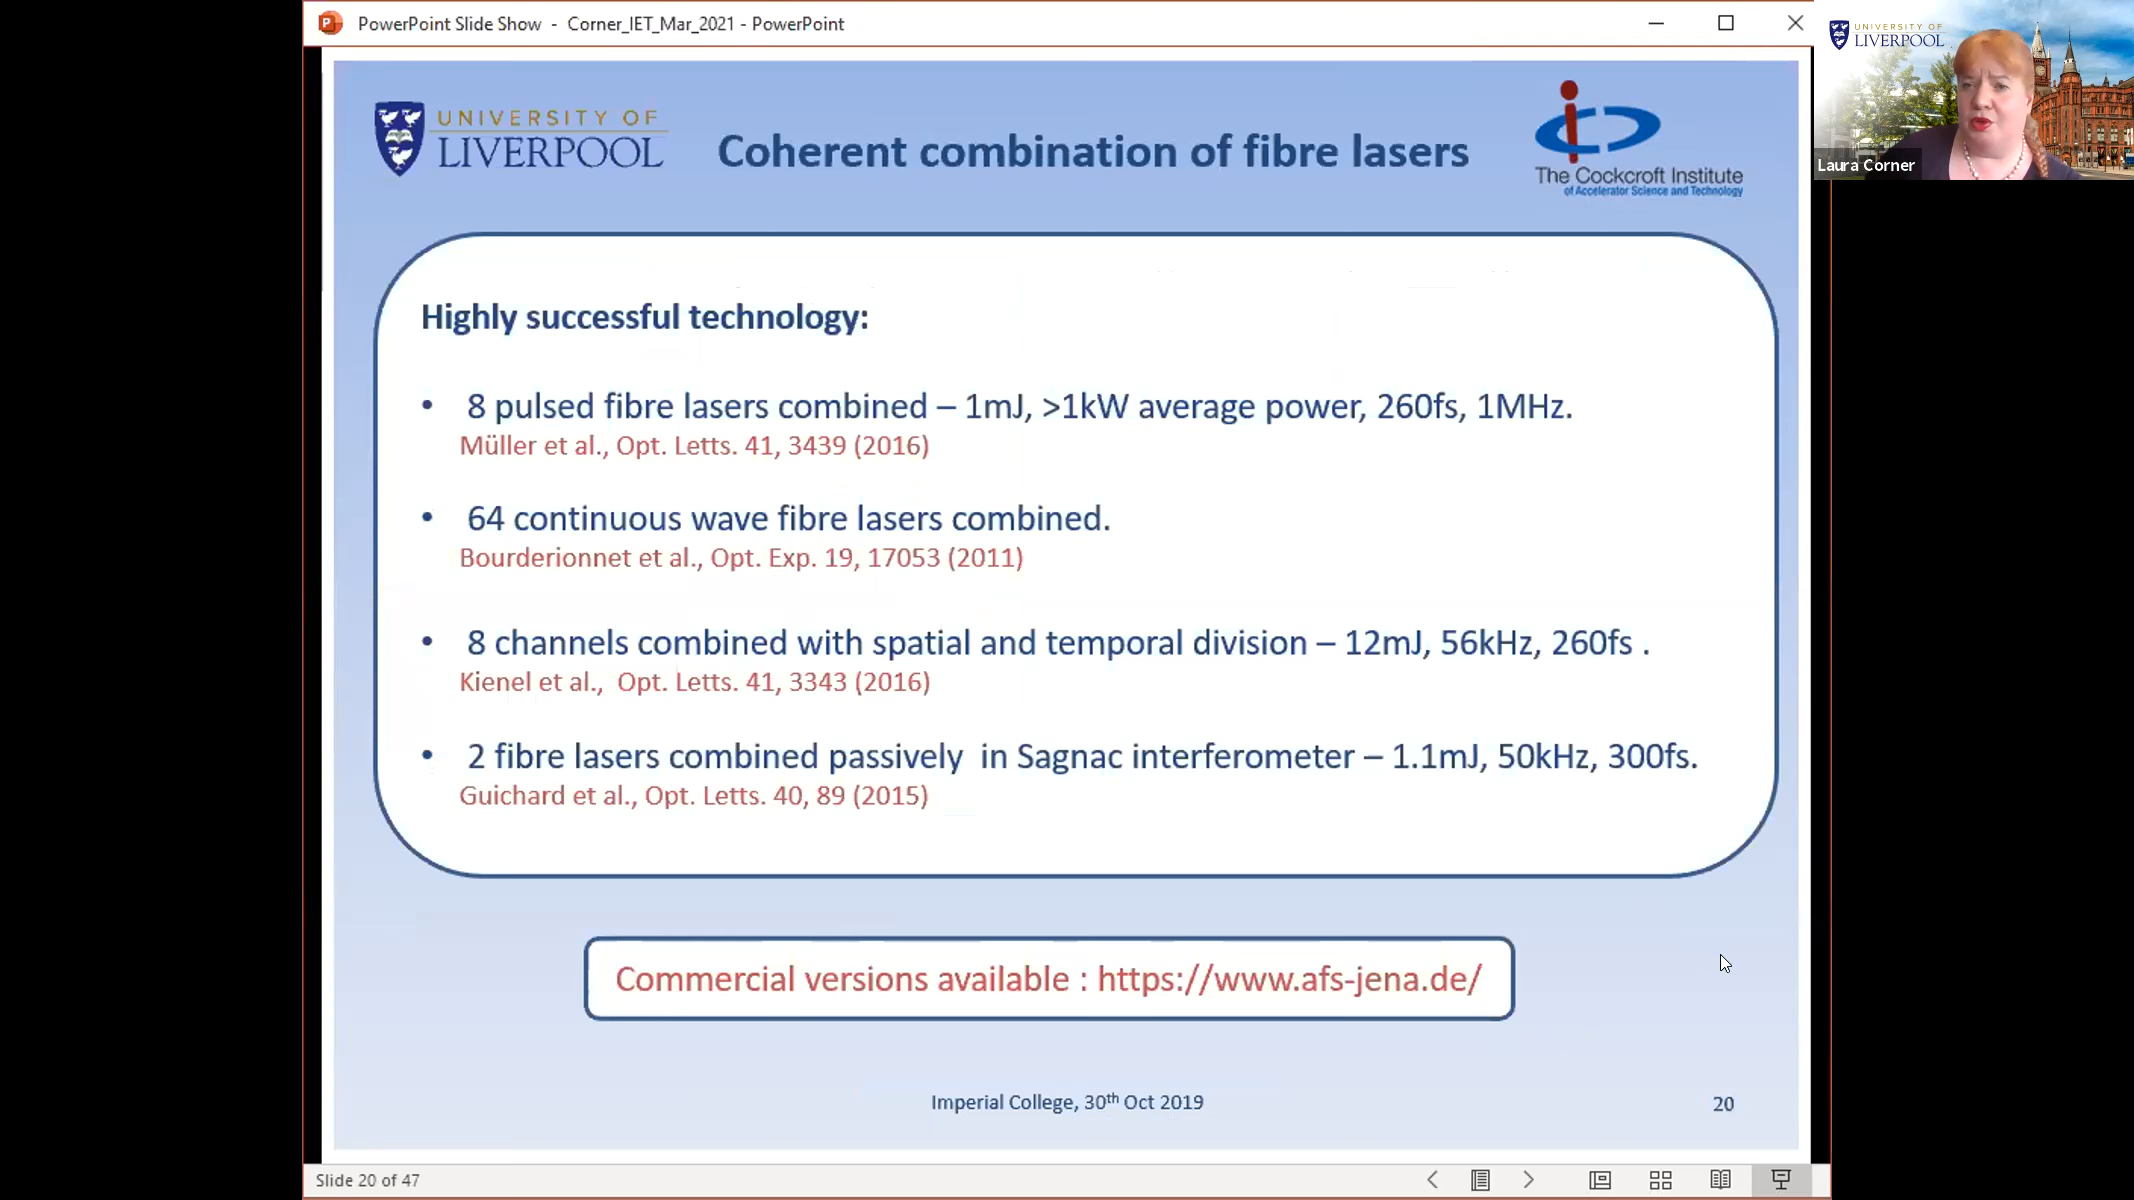 PowerPoint Slide Show - Corner_IET_Mar_2021 - PowerPoint
UNIVERSITY OF
LIVERPOOL
Laura Corner
UNIVERSITY OF
LIVERPOOL
Coherent combination of fibre lasers
The Cockcroft Institute
of Accelerator Science and Technology
Highly successful technology:
• 8 pulsed fibre lasers combined – 1mJ, >1kW average power, 260fs, 1MHz.
Müller et al., Opt. Letts. 41, 3439 (2016)
• 64 continuous wave fibre lasers combined.
Bourderionnet et al., Opt. Exp. 19, 17053 (2011)
• 8 channels combined with spatial and temporal division – 12mJ, 56kHz, 260fs .
Kienel et al., Opt. Letts. 41, 3343 (2016)
• 2 fibre lasers combined passively in Sagnac interferometer – 1.1mJ, 50kHz, 300fs.
Guichard et al., Opt. Letts. 40, 89 (2015)
Commercial versions available : https://www.afs-jena.de/
Imperial College, 30th Oct 2019
20
Slide 20 of 47